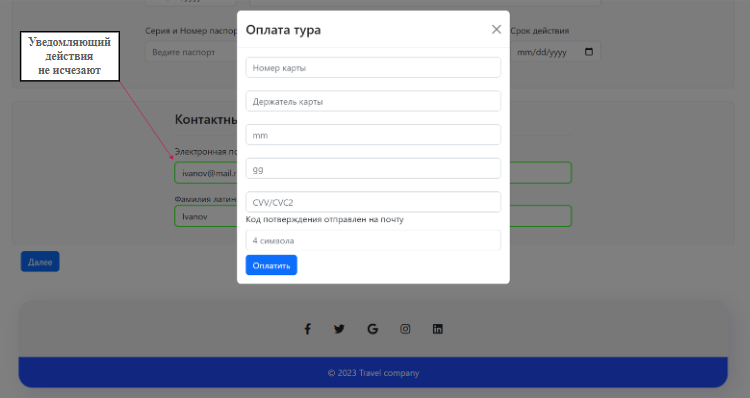 Оплата тура
Серия и Номер паспор
Срок действия
Ведите паспорт
mm/dd/yyyy
Уведомляющий
действия
не исчезают
Номер карты
Держатель карты
mm
gg
CVV/CVC2
Код потверждения отправлен на почту
4 символа
Оплатить
Контактны
Электронная по
ivanov@mail.r
Фамилия латин
Ivanov
Далее
© 2023 Travel company